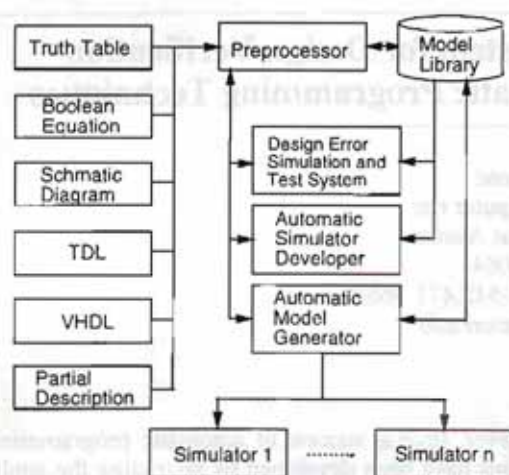 Truth Table
Preprocessor
Model
Library
Boolean
Equation
Design Error
Simulation and
Test System
Schmatic
Diagram
Automatic
Simulator
Developer
TDL
Automatic
Model
Generator
VHDL
Partial
Description
Simulator 1
Simulator n